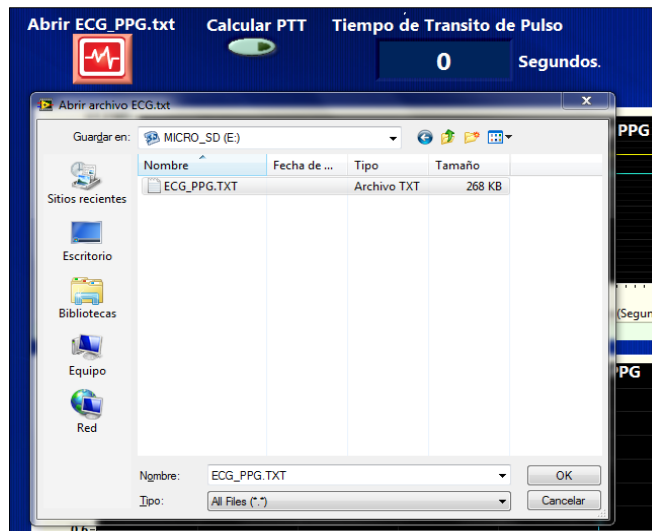 Abrir ECG_PPG.txt Calcular PTT Tiempo de Transito de Pulso
0 Segundos.
Abrir archivo ECG.txt
Guardar en: MICRO_SD (E:)
Nombre Fecha de ... Tipo Tamaño
ECG_PPG.TXT Archivo TXT 268 KB
Sitios recientes
Escritorio
Bibliotecas
Equipo
Red
Nombre: ECG_PPG.TXT OK
Tipo: All Files (*.*) Cancelar
PPG
(Segun
PPG